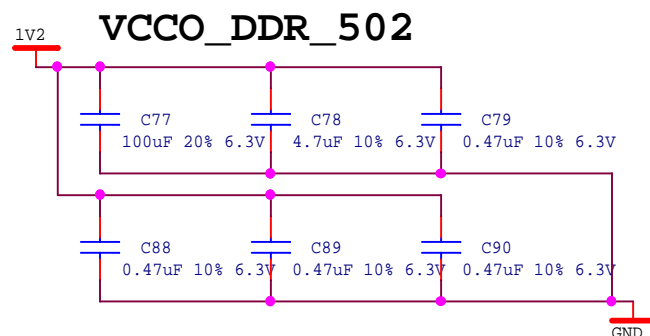 VCCO_DDR_502
1V2
C77 C78 C79
100uF 20% 6.3V 4.7uF 10% 6.3V 0.47uF 10% 6.3V
C88 C89 C90
0.47uF 10% 6.3V 0.47uF 10% 6.3V 0.47uF 10% 6.3V
GND